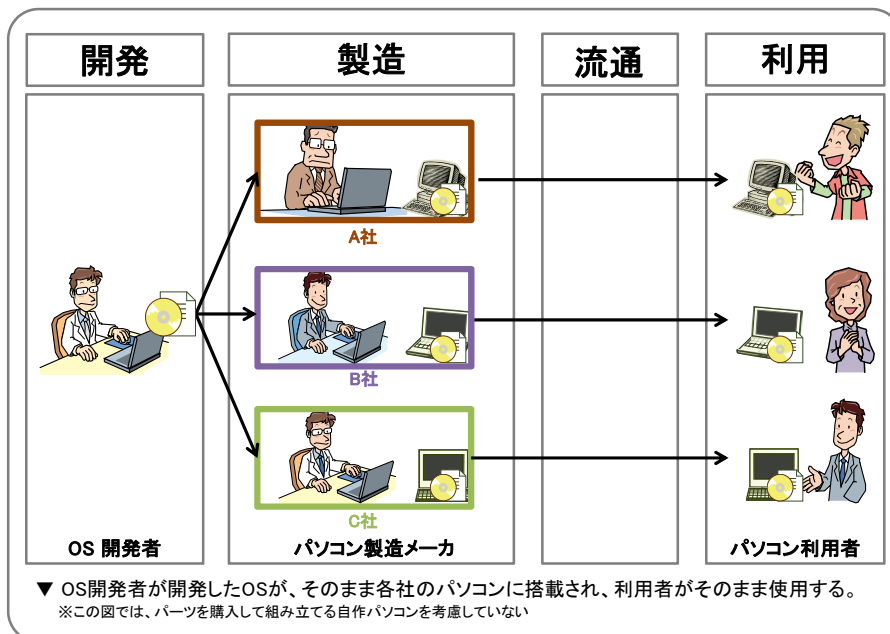 開発
製造
流通
利用
A社
B社
C社
OS 開発者
パソコン製造メーカ
パソコン利用者
▼ OS開発者が開発したOSが、そのまま各社のパソコンに搭載され、利用者がそのまま使用する。
※この図では、パーツを購入して組み立てる自作パソコンを考慮していない